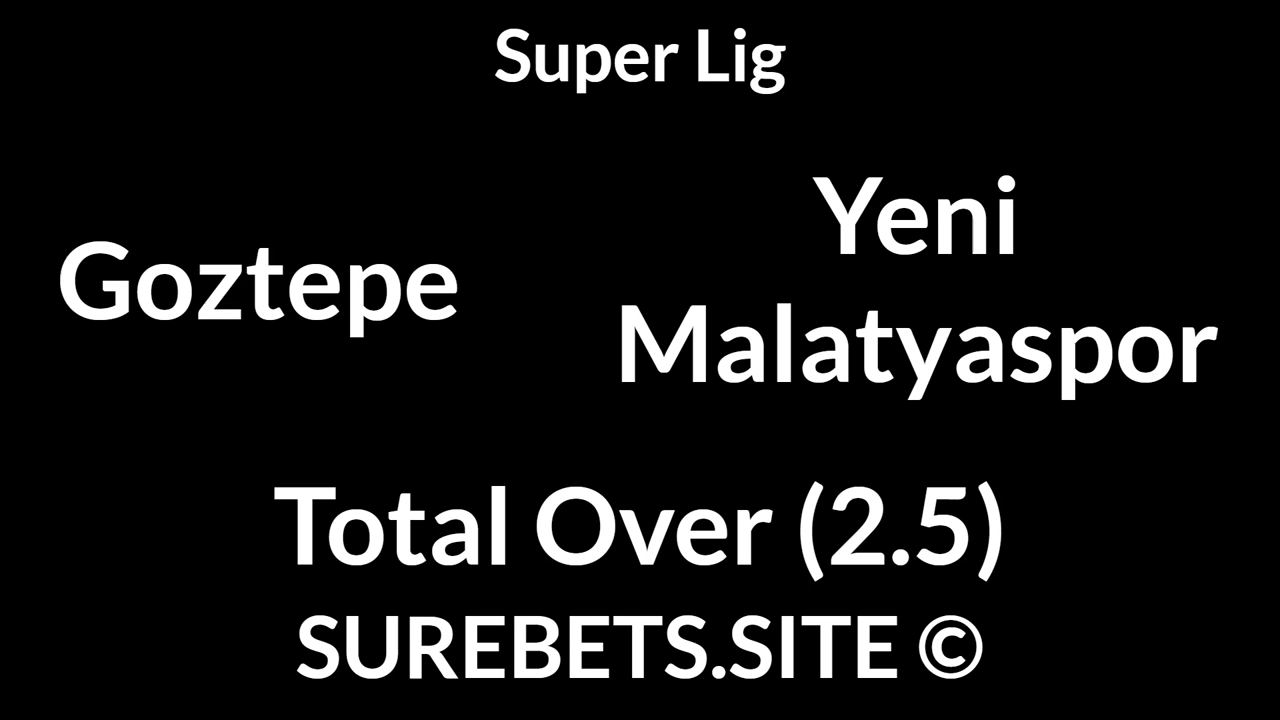 Super Lig
Goztepe
Yeni
Malatyaspor
Total Over (2.5)
SUREBETS.SITE ©